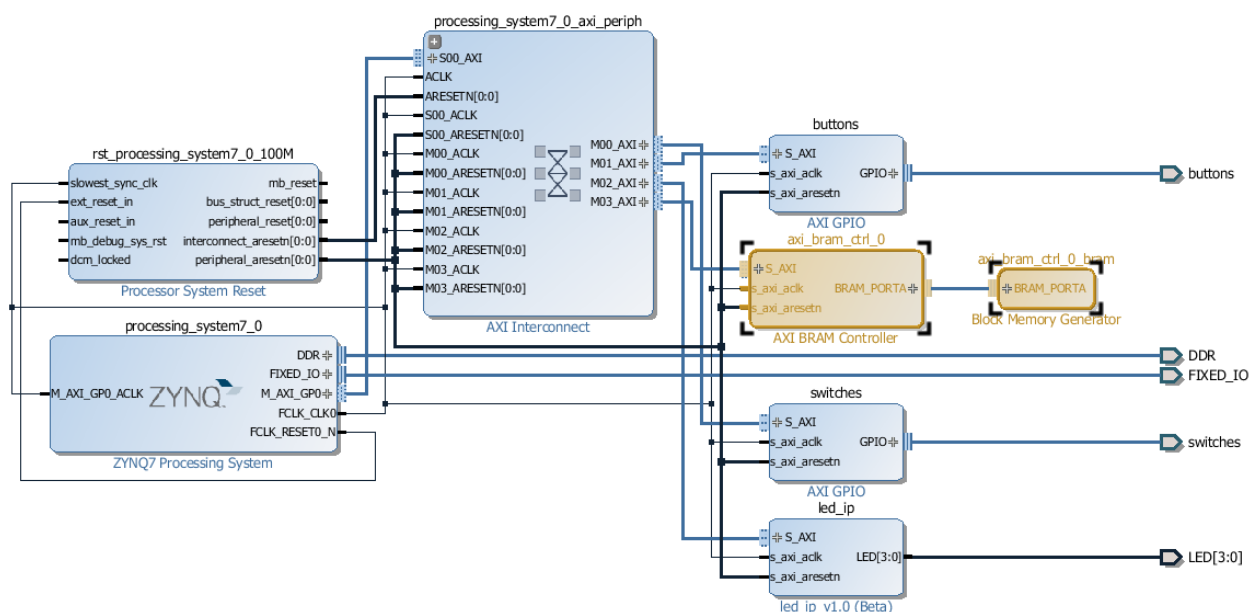 processing_system7_0_axi_periph
S00_AXI
ACLK
ARESETN[0:0]
S00_ACLK
S00_ARESETN[0:0]
M00_ACLK
M00_ARESETN[0:0]
M01_ACLK
M01_ARESETN[0:0]
M02_ACLK
M02_ARESETN[0:0]
M03_ACLK
M03_ARESETN[0:0]
M00_AXI
M01_AXI
M02_AXI
M03_AXI
AXI Interconnect
rst_processing_system7_0_100M
slowest_sync_clk
ext_reset_in
aux_reset_in
mb_debug_sys_rst
dcm_locked
mb_reset
bus_struct_reset[0:0]
peripheral_reset[0:0]
interconnect_aresetn[0:0]
peripheral_aresetn[0:0]
Processor System Reset
processing_system7_0
M_AXI_GP0_ACLK
ZYNQ
DDR
FIXED_IO
M_AXI_GP0
FCLK_CLK0
FCLK_RESET0_N
ZYNQ7 Processing System
buttons
S_AXI
s_axi_aclk
s_axi_aresetn
GPIO
AXI GPIO
axi_bram_ctrl_0
S_AXI
s_axi_aclk
s_axi_aresetn
BRAM_PORTA
AXI BRAM Controller
axi_bram_ctrl_0_bram
BRAM_PORTA
Block Memory Generator
switches
S_AXI
s_axi_aclk
s_axi_aresetn
GPIO
AXI GPIO
led_ip
S_AXI
s_axi_aclk
s_axi_aresetn
LED[3:0]
led_ip_v1.0 (Beta)
buttons
DDR
FIXED_IO
switches
LED[3:0]